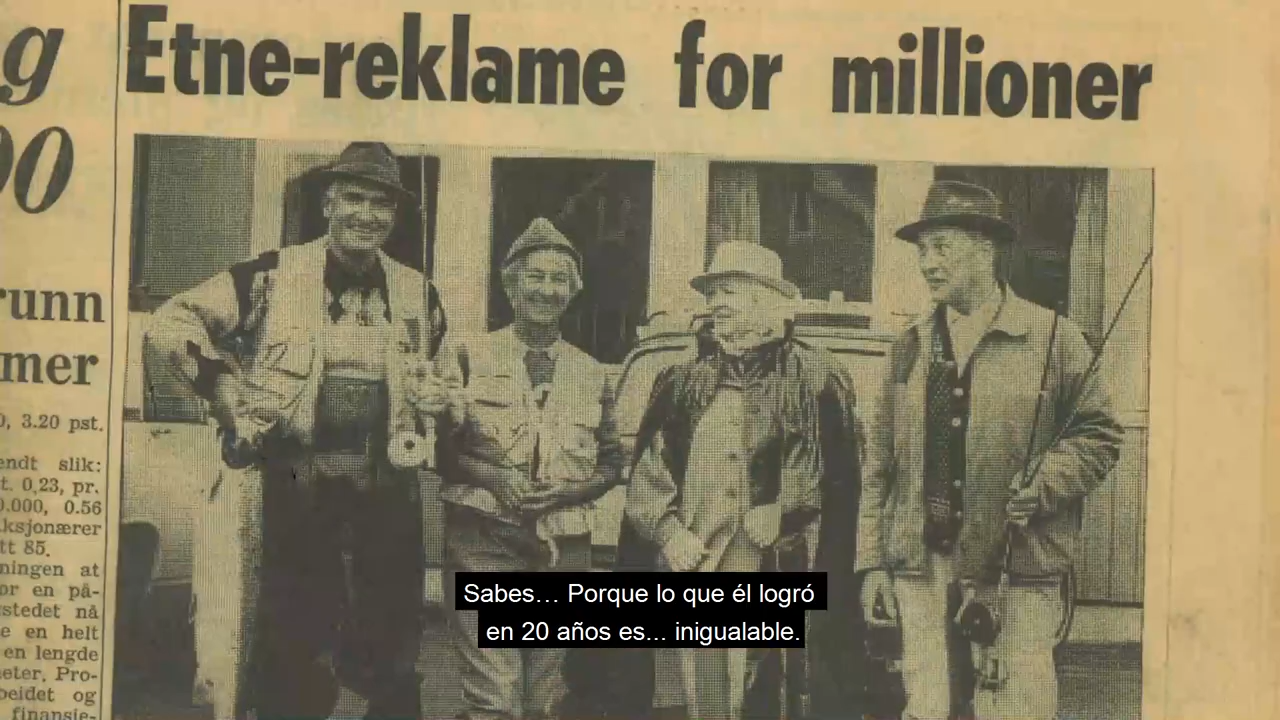 Etne-reklame for millioner
g
00
runn
mer
0, 3.20 pst.
endt slik:
t. 0,23, pr.
0.000, 0.56
ksjonærer
tt 85.
ningen at
or en på-
stedet nå
e en helt
en lengde
eter, Pro-
beidet og
finansie-
Sabes... Porque lo que él logró
en 20 años es... inigualable.